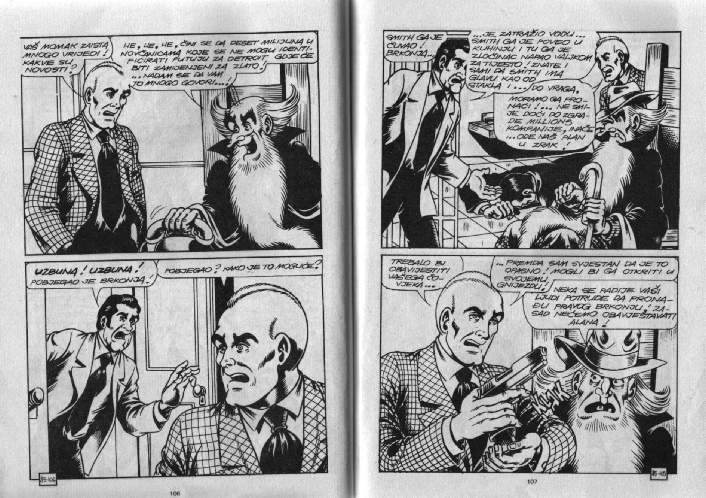 VAŠ MOMAK ZAISTA
MNOGO VRIJEDI!
KAKVE SU
NOVOSTI?
HE, HE, HE, ČINI SE DA DESET MILIJUNA U
NOVČANICAMA KOJE SE NE MOGU IDENTI-
FICIRATI PUTUJU ZA DETROIT, GDJE ĆE
BITI ZAMIJENJENI ZA ZLATO!
...NADAM SE DA VAM
TO MNOGO GOVORI...!
UZBUNA! UZBUNA!
POBJEGAO JE BRKONJA!
POBJEGAO? KAKO JE TO MOGUĆE?
106
SMITH GA JE
ČUVAO!
BRKONJA...
...JE ZATRAŽIO VODU...
SMITH GA JE POVEO U
KUHINJU I TU GA JE
ZLOČINAC NAPAO VALJKOM
ZA TIJESTO! ZNATE
SAMI DA SMITH IMA
GLAVU KAO OD
STAKLA!...
DO VRAGA,
MORAMO GA PRO-
NAĆI!... NE SMI-
JE DOĆI DO ZGRA-
DE MILLIONS
KOMPANIJE, INAČE
...ODE NAŠ PLAN
U ZRAK!
TREBALO BI
OBAVIJESTITI
VAŠEGA ČO-
VJEKA...
...PREMDA SAM SVJESTAN DA JE TO
OPASNO! MOGLI BI GA OTKRITI U
SVOJEMU
GNIJEZDU!
NEKA SE RADIJE VAŠI
LJUDI POTRUDE DA PRONA-
ĐU PRAVOG BRKONJU! ZA-
SAD NEĆEMO OBAVJEŠTAVATI
ALANA!
107